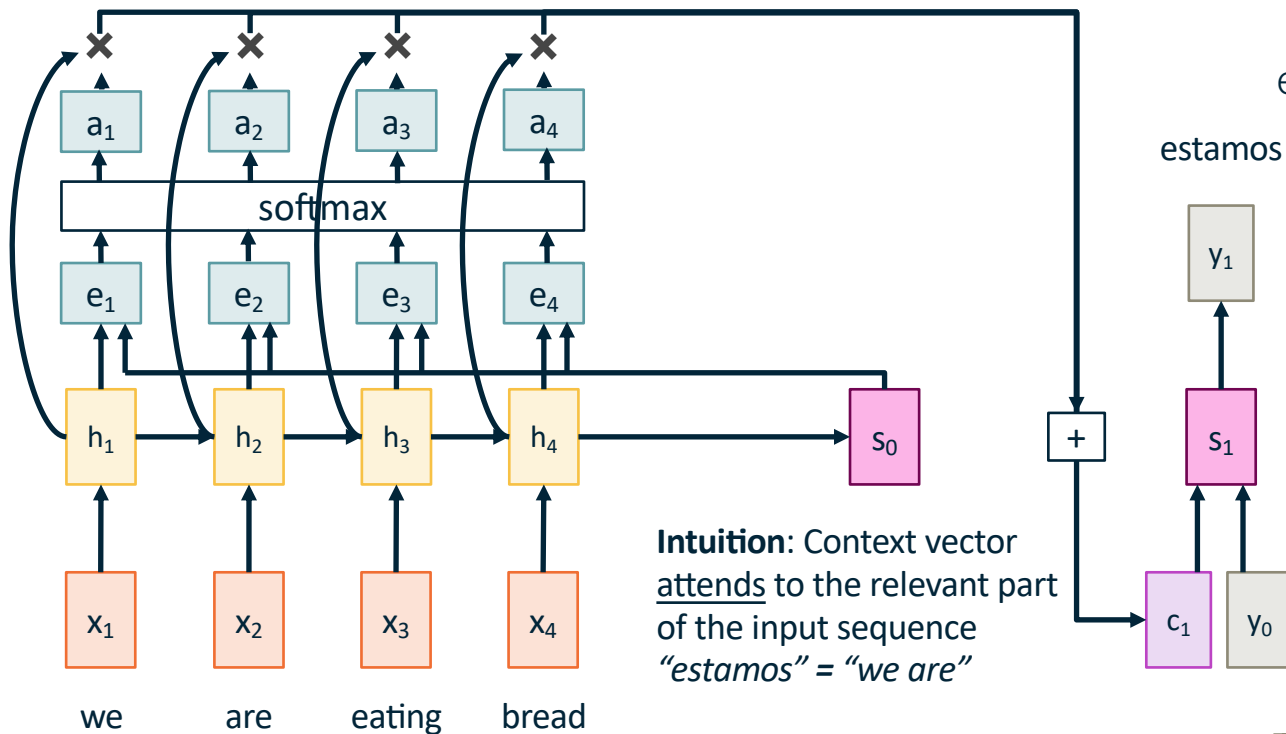 × × × ×
a₁ a₂ a₃ a₄
softmax
e₁ e₂ e₃ e₄
h₁ h₂ h₃ h₄ s₀
x₁ x₂ x₃ x₄
we are eating bread
Intuition: Context vector
attends to the relevant part
of the input sequence
“estamos” = “we are”
+
e
estamos
y₁
s₁
c₁ y₀